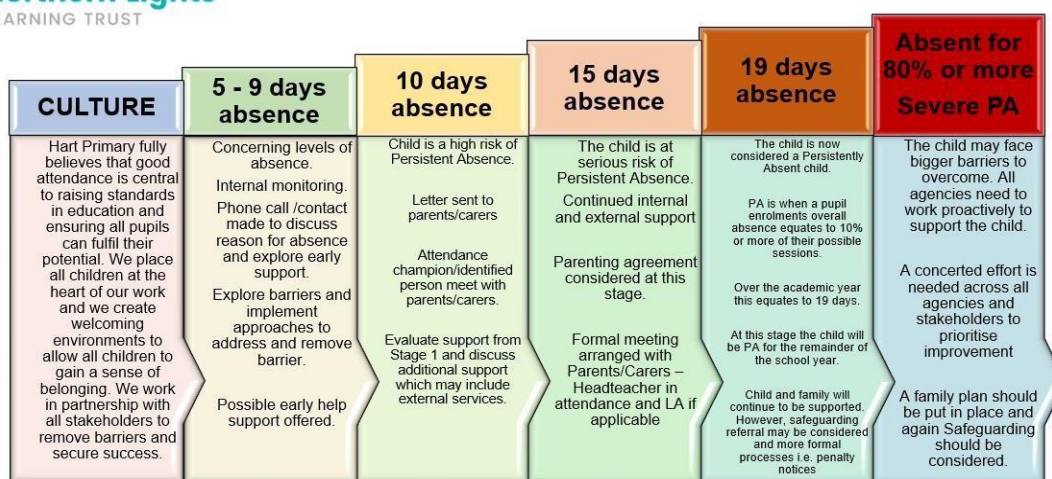 Northern Lights
LEARNING TRUST
CULTURE
Hart Primary fully
believes that good
attendance is central
to raising standards
in education and
ensuring all pupils
can fulfil their
potential. We place
all children at the
heart of our work
and we create
welcoming
environments to
allow all children to
gain a sense of
belonging. We work
in partnership with
all stakeholders to
remove barriers and
secure success.
5 - 9 days
absence
Concerning levels of
absence.
Internal monitoring.
Phone call /contact
made to discuss
reason for absence
and explore early
support.
Explore barriers and
implement
approaches to
address and remove
barrier.
Possible early help
support offered.
10 days
absence
Child is a high risk of
Persistent Absence.
Letter sent to
parents/carers
Attendance
champion/identified
person meet with
parents/carers.
Evaluate support from
Stage 1 and discuss
additional support
which may include
external services.
15 days
absence
The child is at
serious risk of
Persistent Absence.
Continued internal
and external support
Parenting agreement
considered at this
stage.
Formal meeting
arranged with
Parents/Carers –
Headteacher in
attendance and LA if
applicable
19 days
absence
The child is now
considered a Persistently
Absent child.
PA is when a pupil
enrolments overall
absence equates to 10%
or more of their possible
sessions.
Over the academic year
this equates to 19 days.
At this stage the child will
be PA for the remainder of
the school year.
Child and family will
continue to be supported.
However, safeguarding
referral may be considered
and more formal
processes i.e. penalty
notices
Absent for
80% or more
Severe PA
The child may face
bigger barriers to
overcome. All
agencies need to
work proactively to
support the child.
A concerted effort is
needed across all
agencies and
stakeholders to
prioritise
improvement
A family plan should
be put in place and
again Safeguarding
should be
considered.